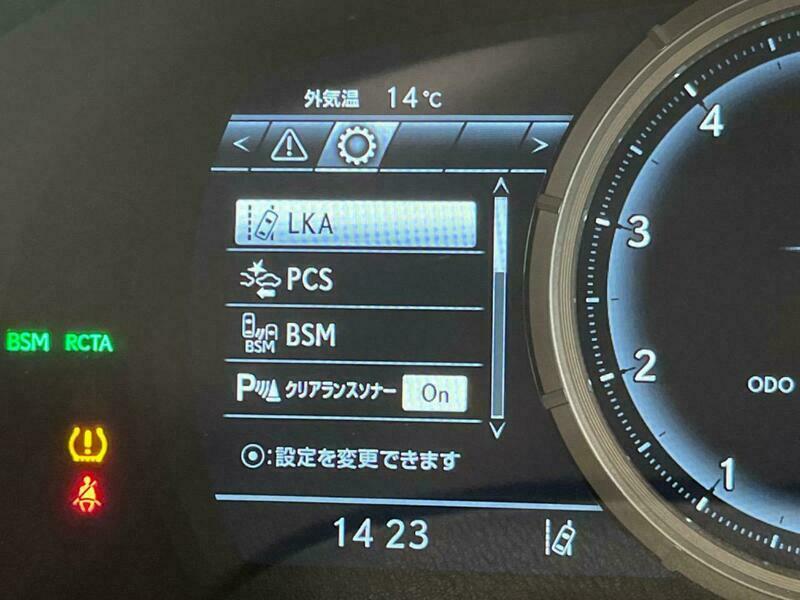 外気温 14℃
LKA
PCS
BSM
BSM
クリアランスソナー On
:設定を変更できます
14 23
BSM RCTA
4
3
2
1
ODO